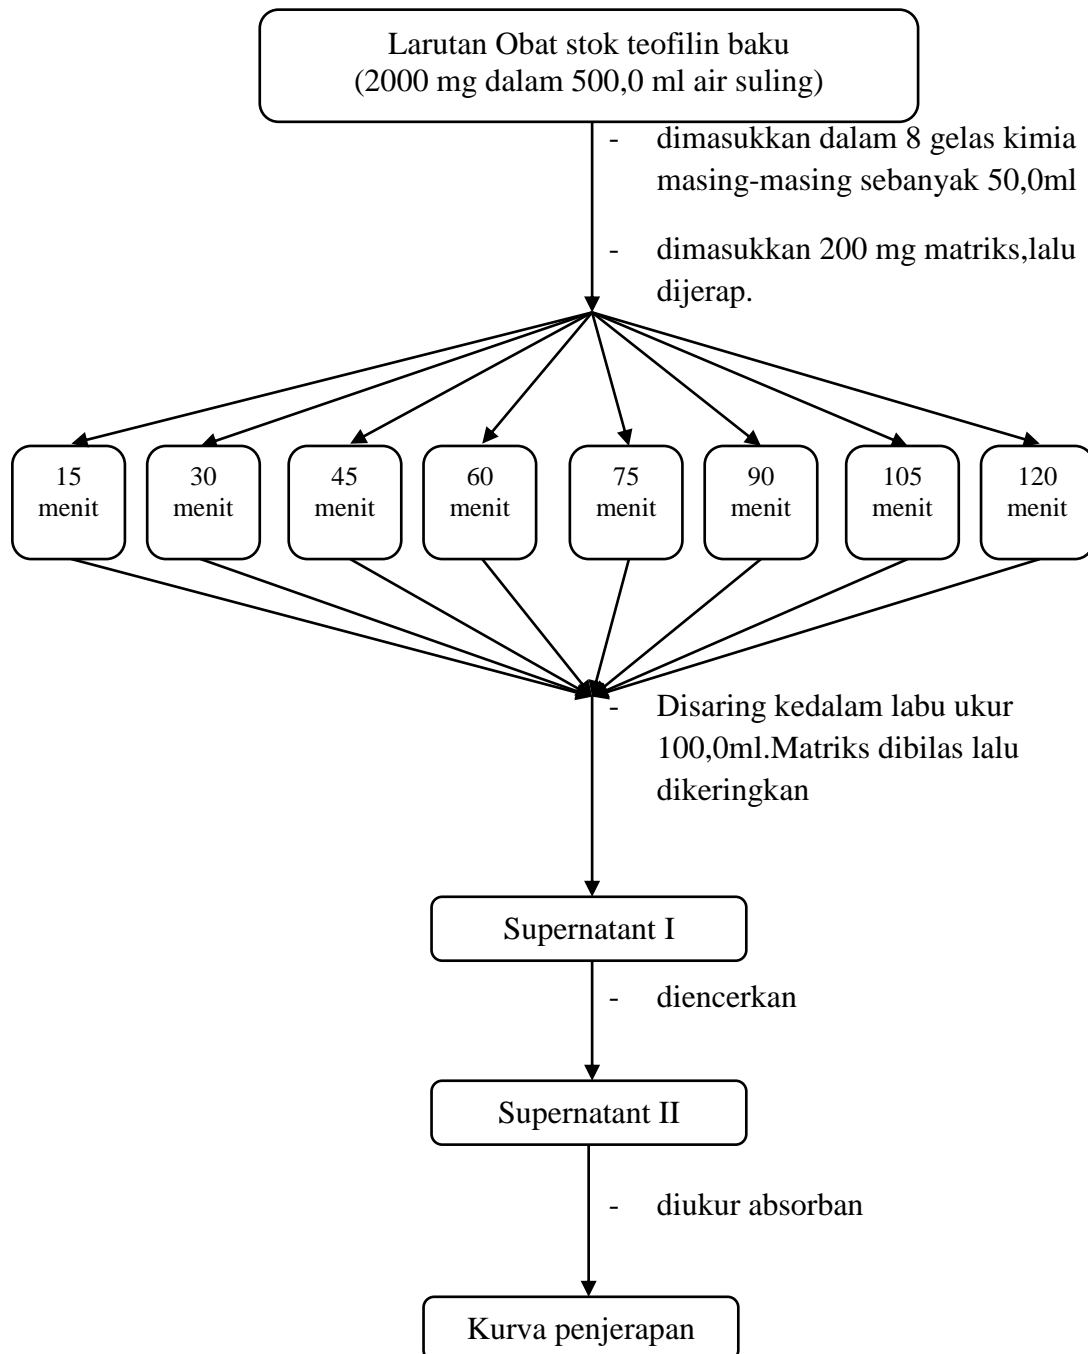 Larutan Obat stok teofilin baku
(2000 mg dalam 500,0 ml air suling)
- dimasukkan dalam 8 gelas kimia
masing-masing sebanyak 50,0ml
- dimasukkan 200 mg matriks,lalu
dijerap.
15
menit
30
menit
45
menit
60
menit
75
menit
90
menit
105
menit
120
menit
- Disaring kedalam labu ukur
100,0ml.Matriks dibilas lalu
dikeringkan
Supernatant I
- diencerkan
Supernatant II
- diukur absorban
Kurva penjerapan